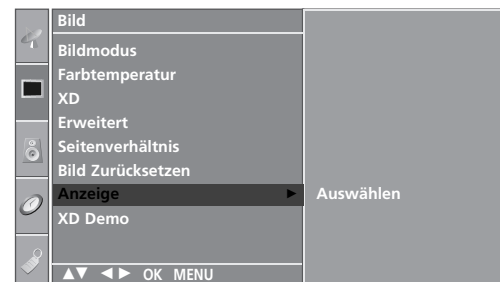 Bild
Bildmodus
Farbtemperatur
XD
Erweitert
Seitenverhältnis
Bild Zurücksetzen
Anzeige ► Auswählen
XD Demo
▲▼ ◄► OK MENU